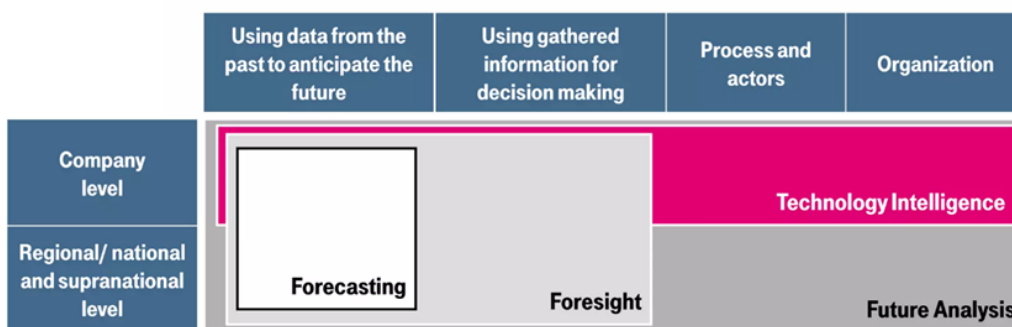 Using data from the
past to anticipate the
future
Using gathered
information for
decision making
Process and
actors
Organization
Company
level
Technology Intelligence
Regional/ national
and supranational
level
Forecasting
Foresight
Future Analysis